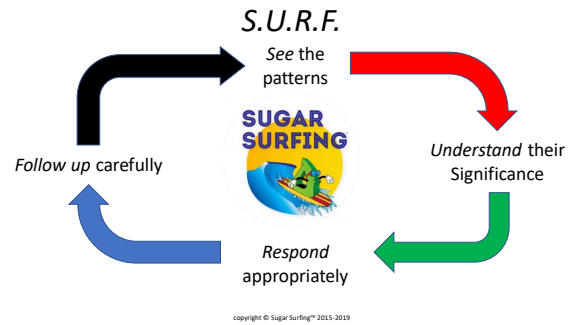 S.U.R.F.
See the
patterns
SUGAR
SURFING
Understand their
Significance
Respond
appropriately
Follow up carefully
copyright © Sugar Surfing™ 2015-2019